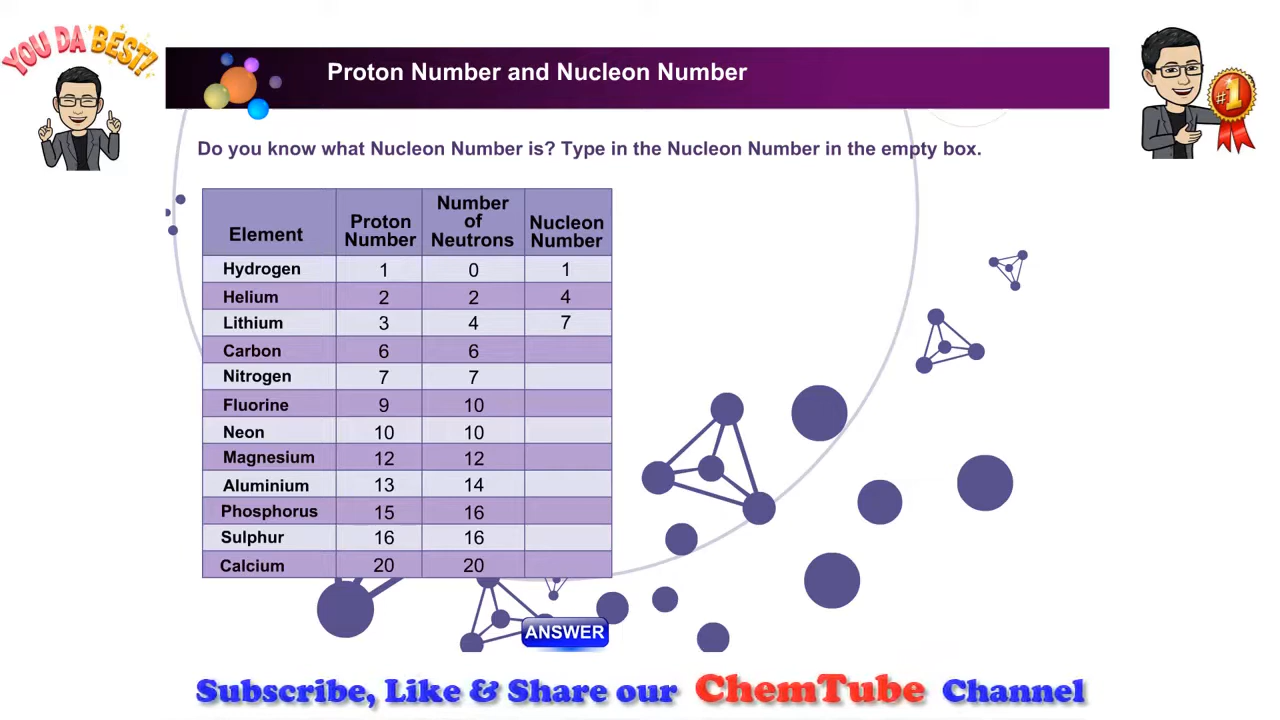 YOU DA BEST!
#1
Proton Number and Nucleon Number
Do you know what Nucleon Number is? Type in the Nucleon Number in the empty box.
Element Proton Number Number of Neutrons Nucleon Number
Hydrogen 1 0 1
Helium 2 2 4
Lithium 3 4 7
Carbon 6 6
Nitrogen 7 7
Fluorine 9 10
Neon 10 10
Magnesium 12 12
Aluminium 13 14
Phosphorus 15 16
Sulphur 16 16
Calcium 20 20
ANSWER
Subscribe, Like & Share our ChemTube Channel